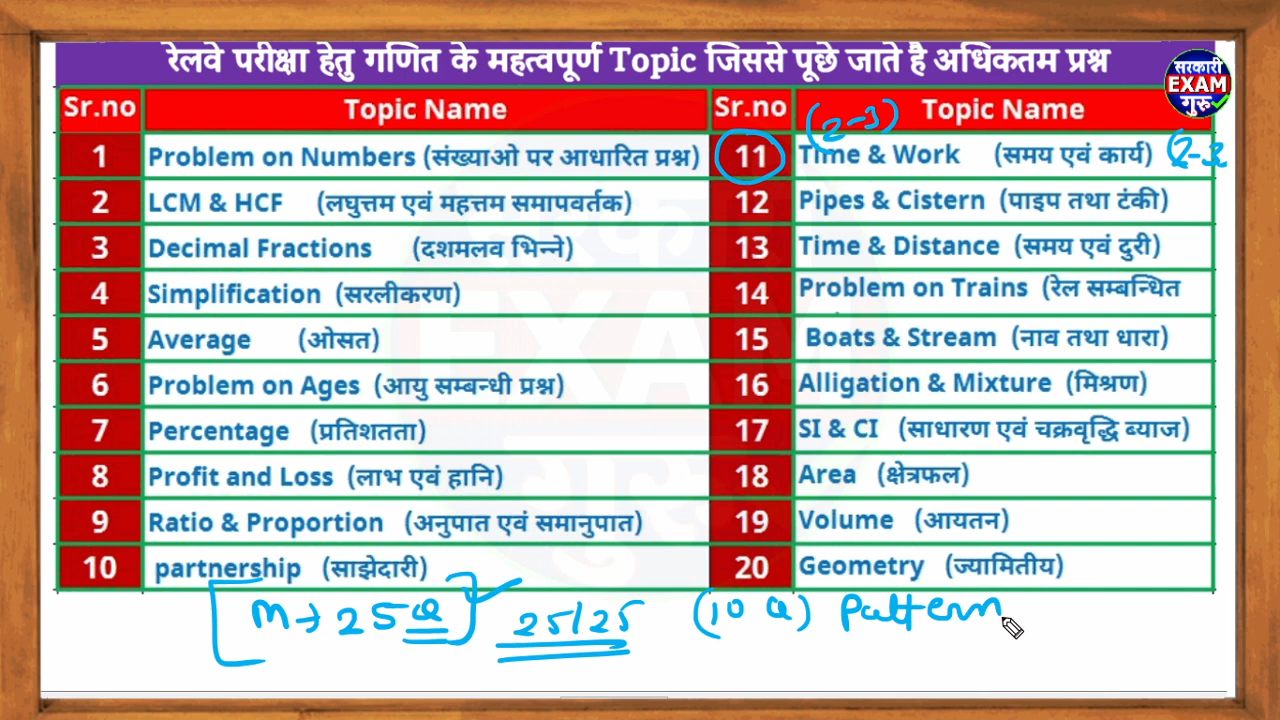 रेलवे परीक्षा हेतु गणित के महत्वपूर्ण Topic जिससे पूछे जाते है अधिकतम प्रश्न
सरकारी
EXAM
गुरु
Sr.no Topic Name Sr.no Topic Name
(2-3)
1 Problem on Numbers (संख्याओ पर आधारित प्रश्न) 11 Time & Work (समय एवं कार्य) (2-3
2 LCM & HCF (लघुत्तम एवं महत्तम समापवर्तक) 12 Pipes & Cistern (पाइप तथा टंकी)
3 Decimal Fractions (दशमलव भिन्ने) 13 Time & Distance (समय एवं दुरी)
4 Simplification (सरलीकरण) 14 Problem on Trains (रेल सम्बन्धित
5 Average (ओसत) 15 Boats & Stream (नाव तथा धारा)
6 Problem on Ages (आयु सम्बन्धी प्रश्न) 16 Alligation & Mixture (मिश्रण)
7 Percentage (प्रतिशतता) 17 SI & CI (साधारण एवं चक्रवृद्धि ब्याज)
8 Profit and Loss (लाभ एवं हानि) 18 Area (क्षेत्रफल)
9 Ratio & Proportion (अनुपात एवं समानुपात) 19 Volume (आयतन)
10 partnership (साझेदारी) 20 Geometry (ज्यामितीय)
[m→25Q] 25/25 (10 Q) Pattern